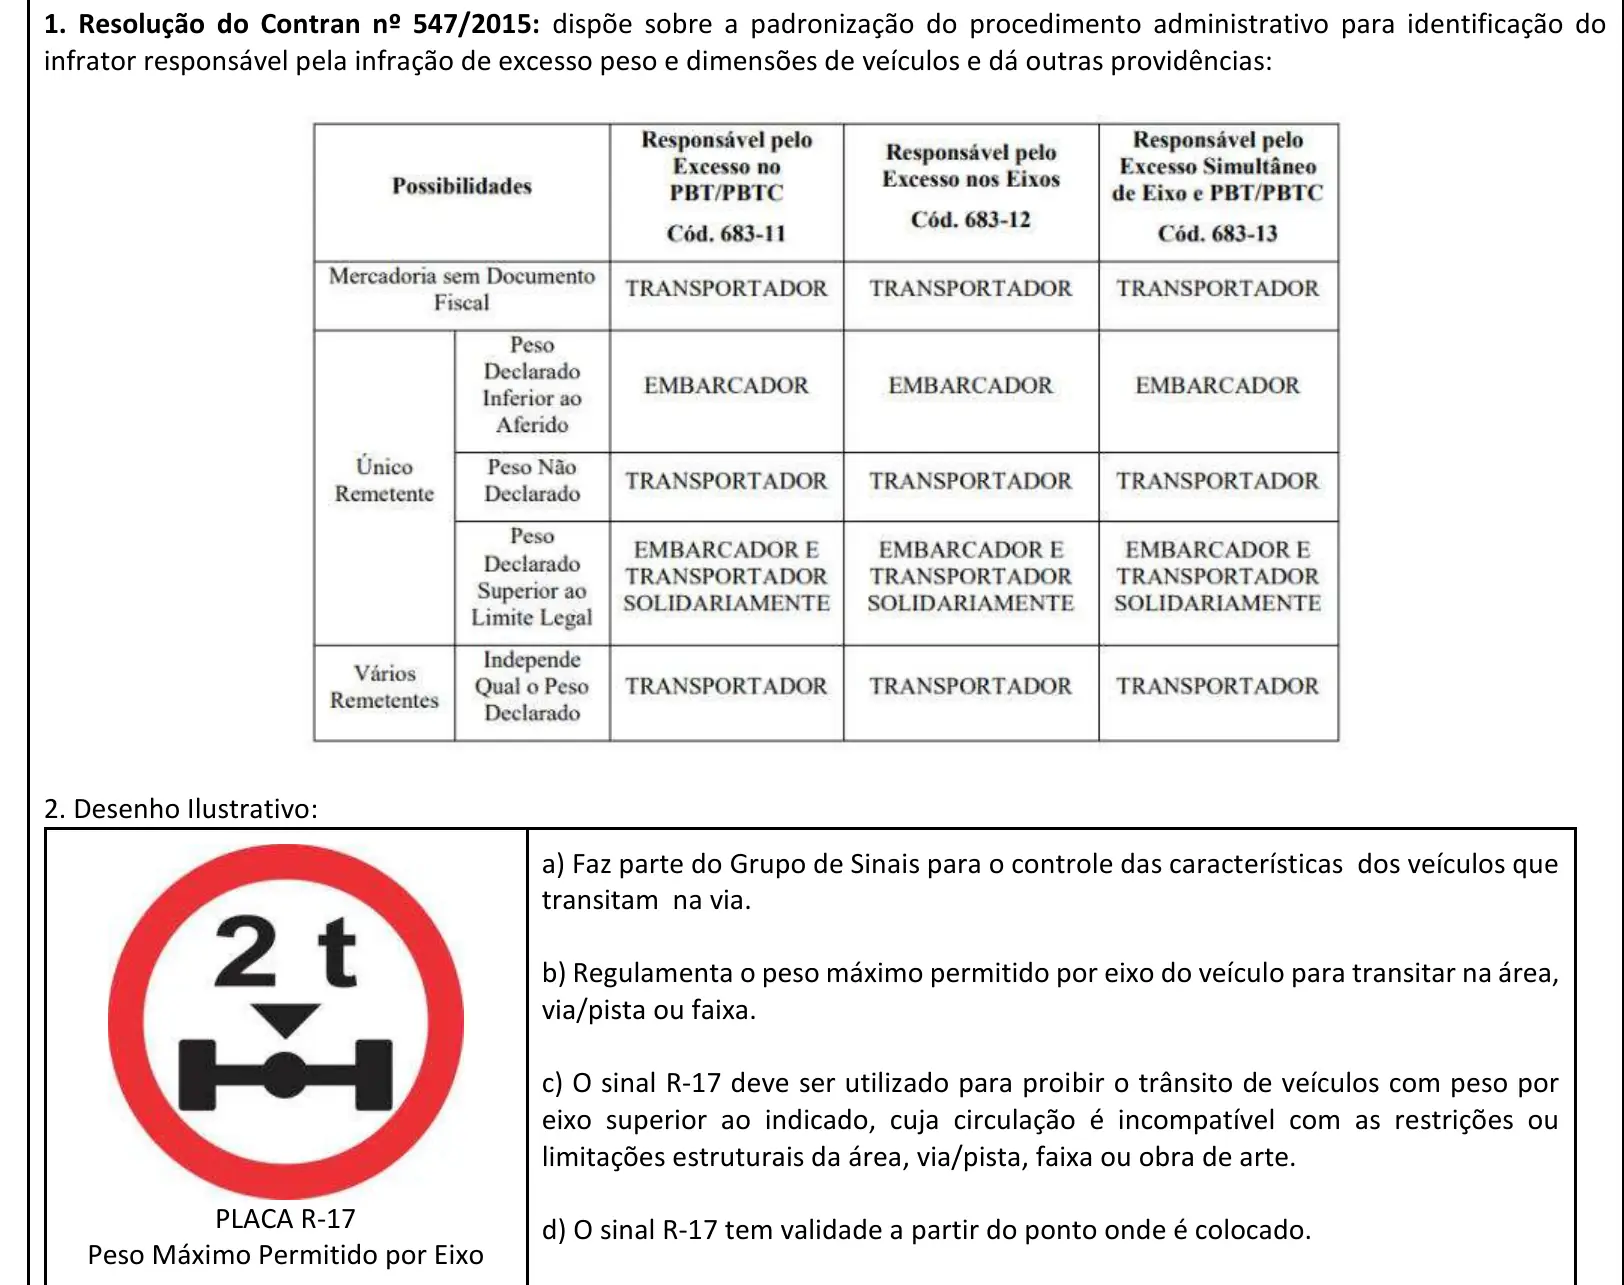 1. Resolução do Contran nº 547/2015: dispõe sobre a padronização do procedimento administrativo para identificação do
infrator responsável pela infração de excesso peso e dimensões de veículos e dá outras providências:
Possibilidades
Responsável pelo
Excesso no
PBT/PBTC
Cód. 683-11
Responsável pelo
Excesso nos Eixos
Cód. 683-12
Responsável pelo
Excesso Simultâneo
de Eixo e PBT/PBTC
Cód. 683-13
Mercadoria sem Documento
Fiscal
TRANSPORTADOR
TRANSPORTADOR
TRANSPORTADOR
Único
Remetente
Peso
Declarado
Inferior ao
Aferido
EMBARCADOR
EMBARCADOR
EMBARCADOR
Peso Não
Declarado
TRANSPORTADOR
TRANSPORTADOR
TRANSPORTADOR
Peso
Declarado
Superior ao
Limite Legal
EMBARCADOR E
TRANSPORTADOR
SOLIDARIAMENTE
EMBARCADOR E
TRANSPORTADOR
SOLIDARIAMENTE
EMBARCADOR E
TRANSPORTADOR
SOLIDARIAMENTE
Vários
Remetentes
Independe
Qual o Peso
Declarado
TRANSPORTADOR
TRANSPORTADOR
TRANSPORTADOR
2. Desenho Ilustrativo:
2 t
PLACA R-17
Peso Máximo Permitido por Eixo
a) Faz parte do Grupo de Sinais para o controle das características dos veículos que
transitam na via.
b) Regulamenta o peso máximo permitido por eixo do veículo para transitar na área,
via/pista ou faixa.
c) O sinal R-17 deve ser utilizado para proibir o trânsito de veículos com peso por
eixo superior ao indicado, cuja circulação é incompatível com as restrições ou
limitações estruturais da área, via/pista, faixa ou obra de arte.
d) O sinal R-17 tem validade a partir do ponto onde é colocado.